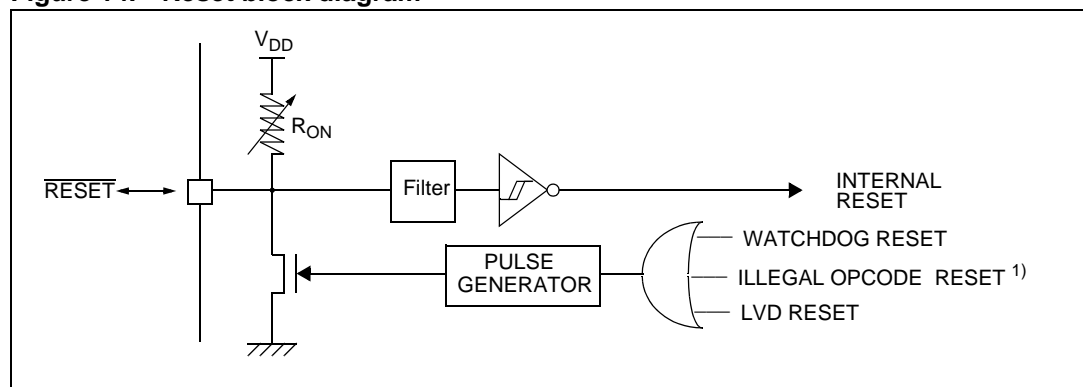 Figure 14. Reset block diagram
VDD
RON
RESET
Filter
INTERNAL
RESET
PULSE
GENERATOR
WATCHDOG RESET
ILLEGAL OPCODE RESET 1)
LVD RESET